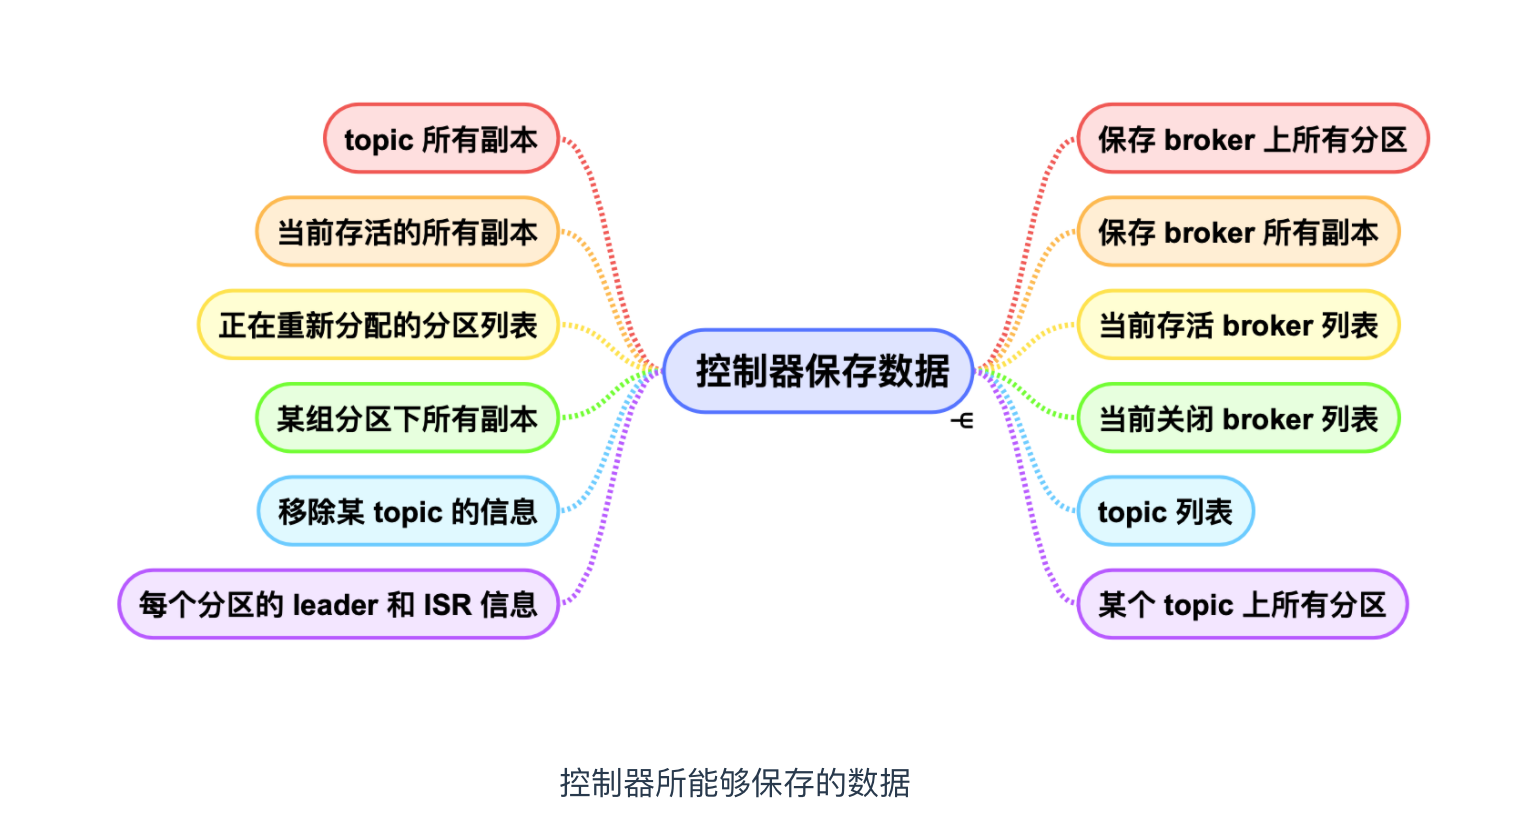 topic 所有副本
当前存活的所有副本
正在重新分配的分区列表
某组分区下所有副本
移除某 topic 的信息
每个分区的 leader 和 ISR 信息
控制器保存数据
保存 broker 上所有分区
保存 broker 所有副本
当前存活 broker 列表
当前关闭 broker 列表
topic 列表
某个 topic 上所有分区
控制器所能够保存的数据